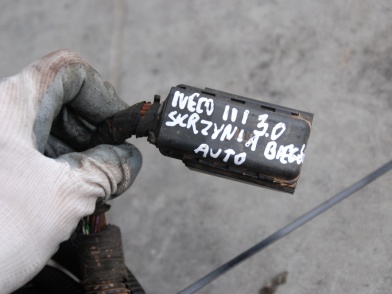 IVECO III 3.0
SKRZYNIA BIEGÓ
AUTO